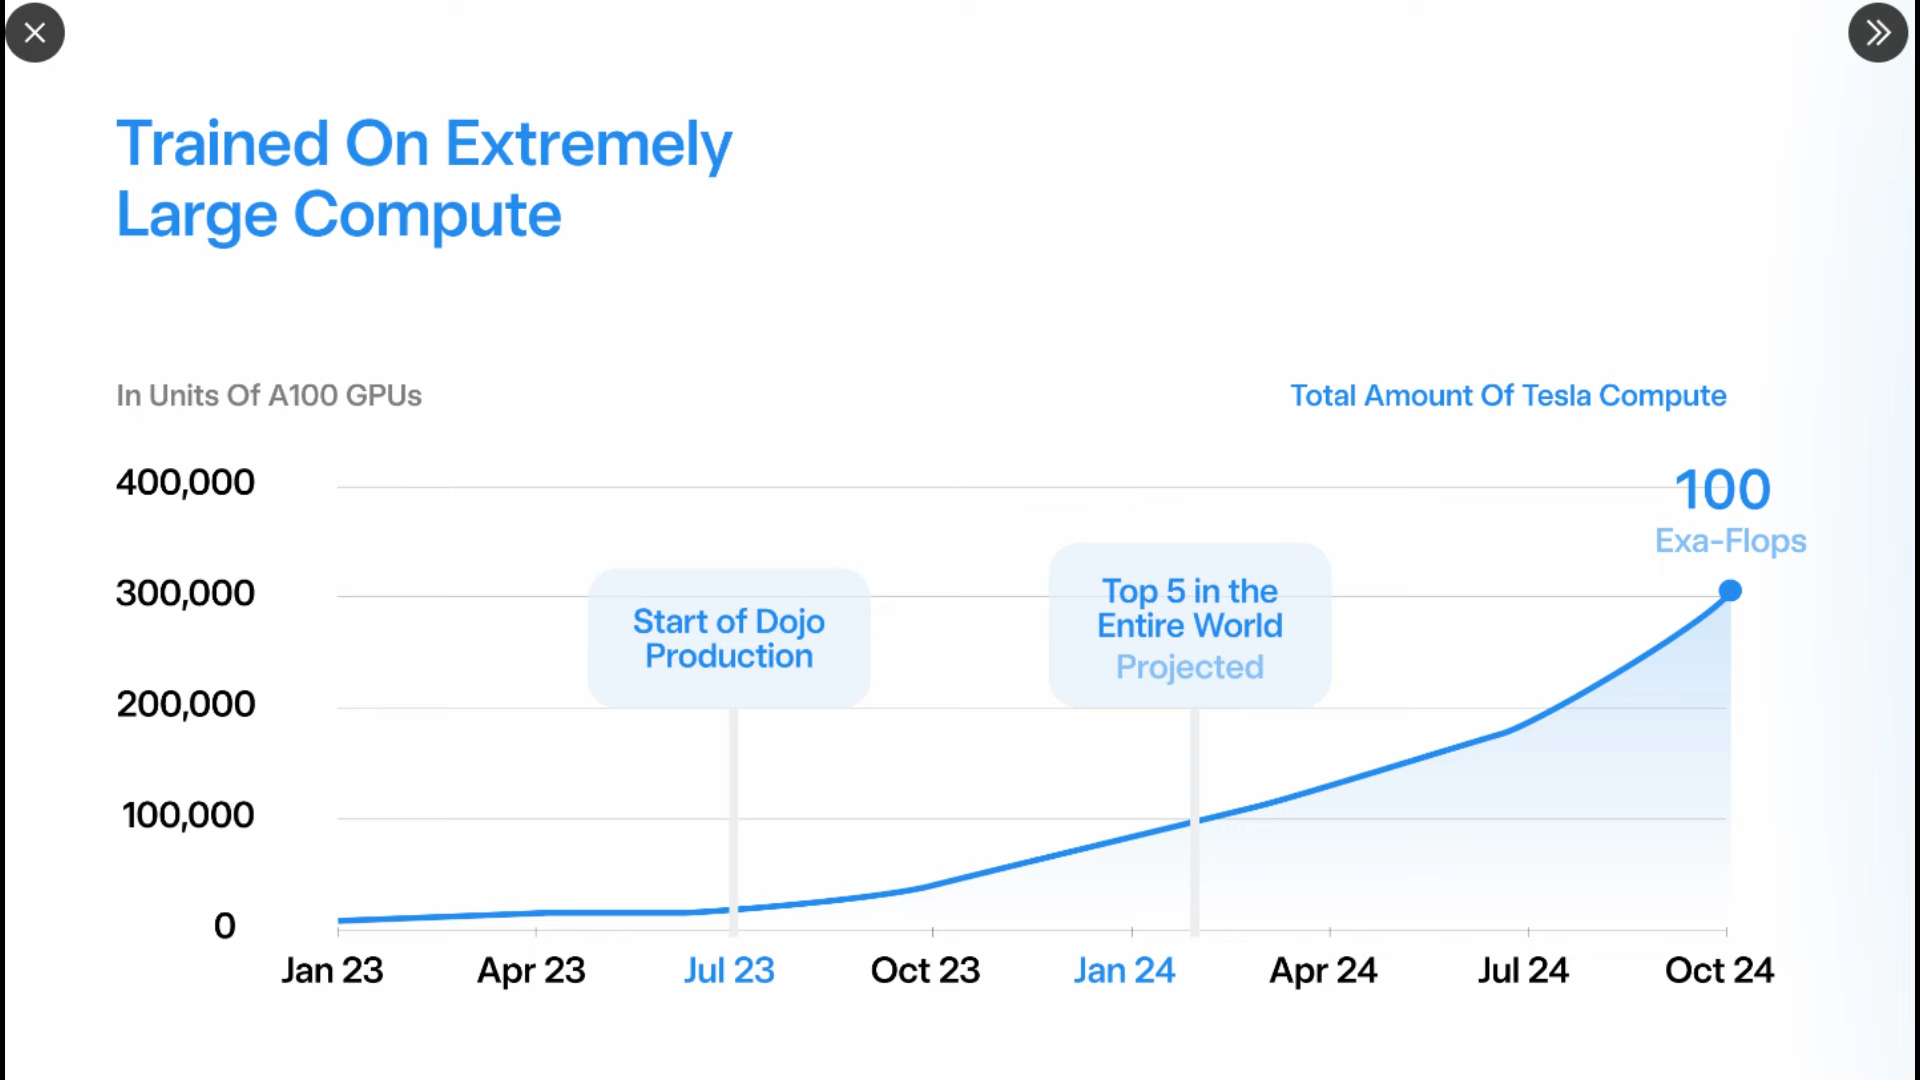 Trained On Extremely
Large Compute
In Units Of A100 GPUs
Total Amount Of Tesla Compute
400,000
100
Exa-Flops
300,000
Start of Dojo
Production
Top 5 in the
Entire World
Projected
200,000
100,000
0
Jan 23
Apr 23
Jul 23
Oct 23
Jan 24
Apr 24
Jul 24
Oct 24